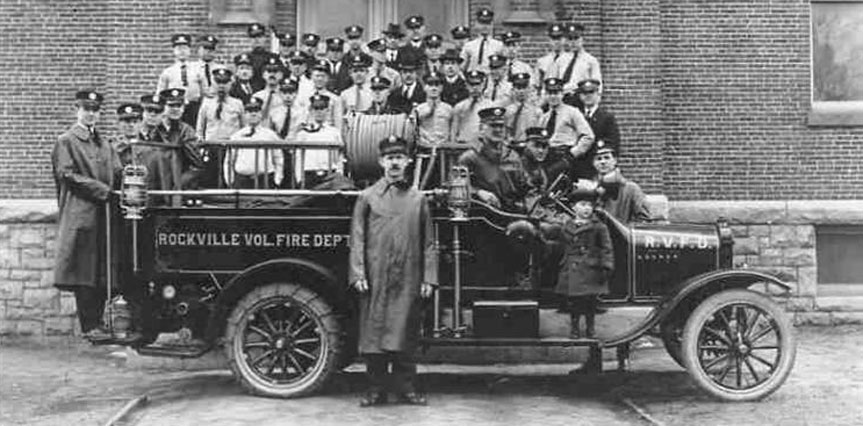 ROCKVILLE VOL. FIRE DEPT
R.V.F.D.